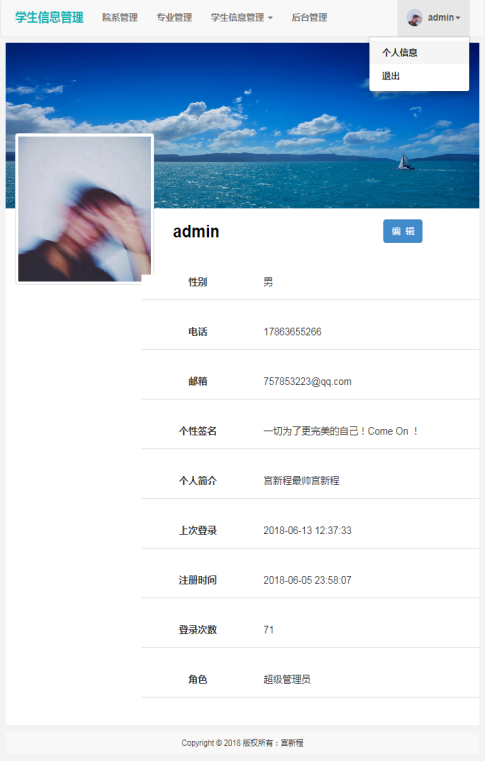 学生信息管理 院系管理 专业管理 学生信息管理 后台管理 admin
个人信息
退出
admin 编 辑
性别 男
电话 17863655266
邮箱 757853223@qq.com
个性签名 一切为了更完美的自己！Come On ！
个人简介 宫新程最帅宫新程
上次登录 2018-06-13 12:37:33
注册时间 2018-06-05 23:58:07
登录次数 71
角色 超级管理员
Copyright © 2018 版权所有：宫新程